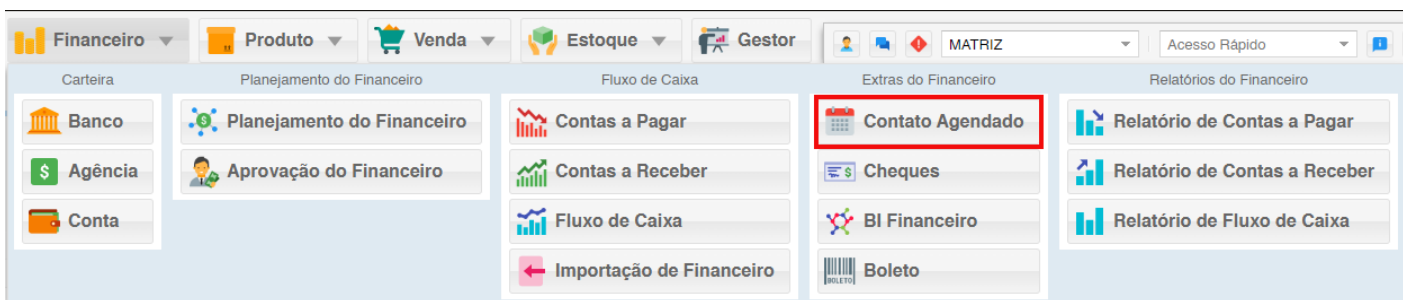 Financeiro Produto Venda Estoque Gestor MATRIZ Acesso Rápido
Carteira Planejamento do Financeiro Fluxo de Caixa Extras do Financeiro Relatórios do Financeiro
Banco Planejamento do Financeiro Contas a Pagar Contato Agendado Relatório de Contas a Pagar
Agência Aprovação do Financeiro Contas a Receber Cheques Relatório de Contas a Receber
Conta Fluxo de Caixa BI Financeiro Relatório de Fluxo de Caixa
Importação de Financeiro BOLETO Boleto